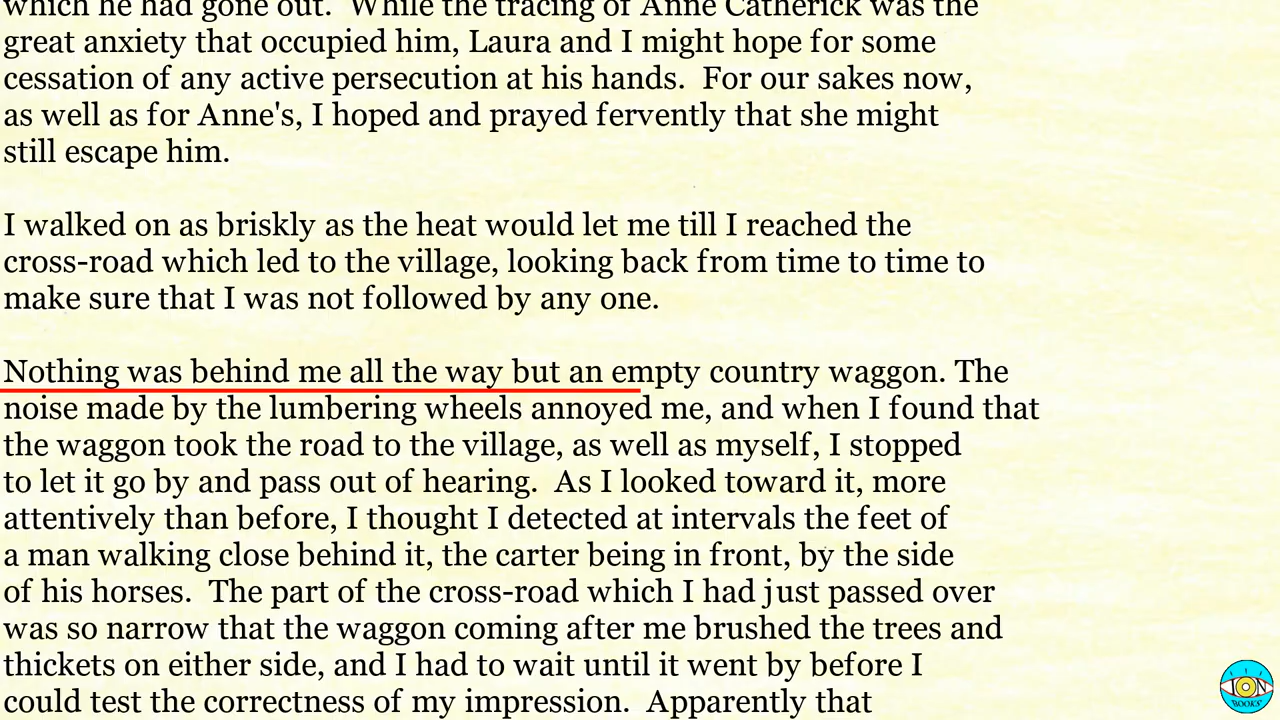 which he had gone out.  While the tracing of Anne Catherick was the
great anxiety that occupied him, Laura and I might hope for some
cessation of any active persecution at his hands.  For our sakes now,
as well as for Anne's, I hoped and prayed fervently that she might
still escape him.
I walked on as briskly as the heat would let me till I reached the
cross-road which led to the village, looking back from time to time to
make sure that I was not followed by any one.
Nothing was behind me all the way but an empty country waggon. The
noise made by the lumbering wheels annoyed me, and when I found that
the waggon took the road to the village, as well as myself, I stopped
to let it go by and pass out of hearing.  As I looked toward it, more
attentively than before, I thought I detected at intervals the feet of
a man walking close behind it, the carter being in front, by the side
of his horses.  The part of the cross-road which I had just passed over
was so narrow that the waggon coming after me brushed the trees and
thickets on either side, and I had to wait until it went by before I
could test the correctness of my impression.  Apparently that
I
ION
BOOKS